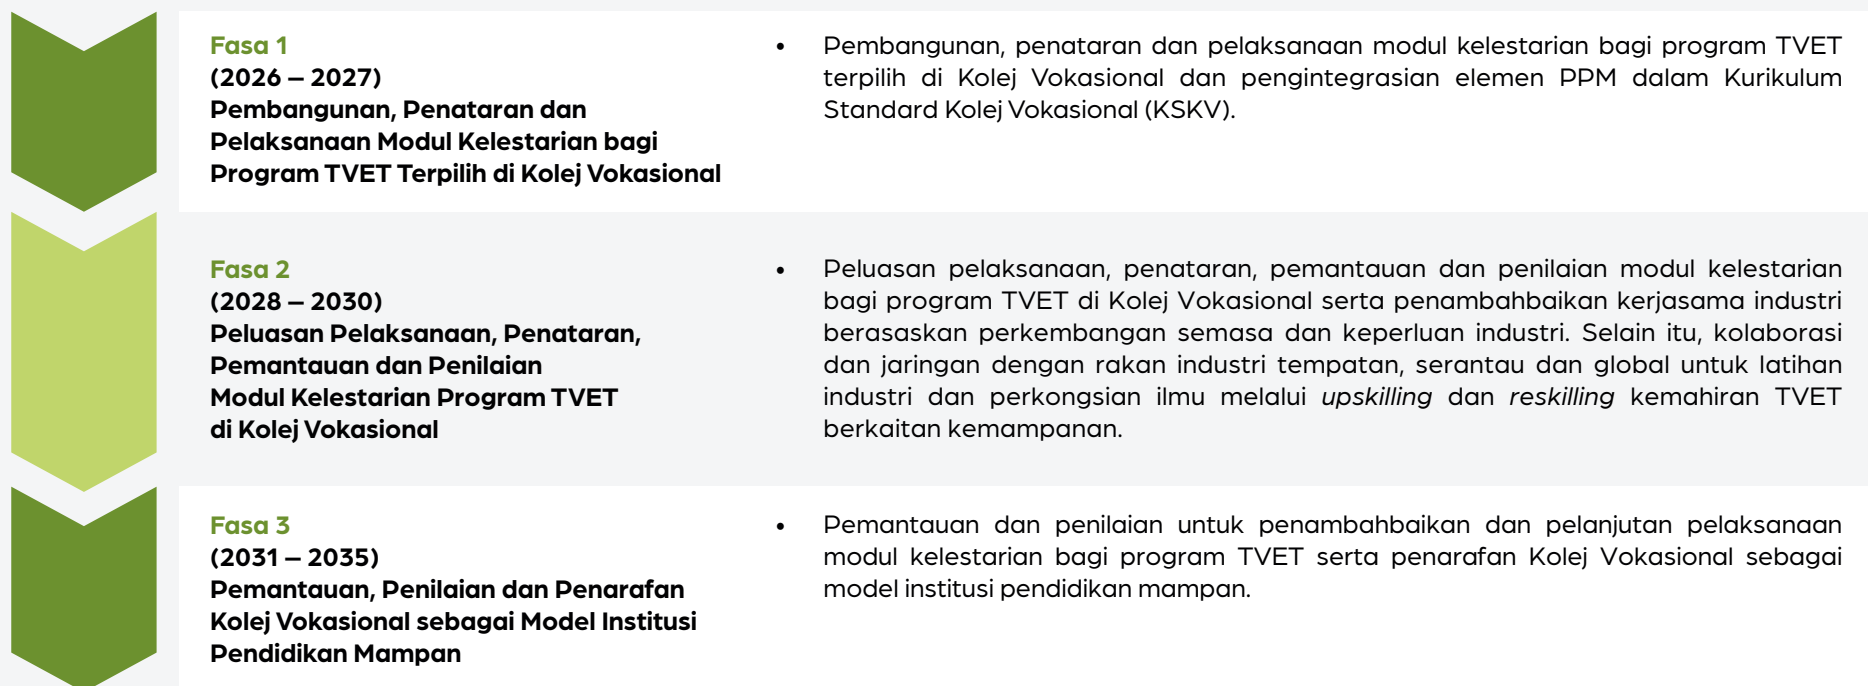 Fasa 1
(2026 – 2027)
Pembangunan, Penataran dan
Pelaksanaan Modul Kelestarian bagi
Program TVET Terpilih di Kolej Vokasional
• Pembangunan, penataran dan pelaksanaan modul kelestarian bagi program TVET
terpilih di Kolej Vokasional dan pengintegrasian elemen PPM dalam Kurikulum
Standard Kolej Vokasional (KSKV).
Fasa 2
(2028 – 2030)
Peluasan Pelaksanaan, Penataran,
Pemantauan dan Penilaian
Modul Kelestarian Program TVET
di Kolej Vokasional
• Peluasan pelaksanaan, penataran, pemantauan dan penilaian modul kelestarian
bagi program TVET di Kolej Vokasional serta penambahbaikan kerjasama industri
berasaskan perkembangan semasa dan keperluan industri. Selain itu, kolaborasi
dan jaringan dengan rakan industri tempatan, serantau dan global untuk latihan
industri dan perkongsian ilmu melalui upskilling dan reskilling kemahiran TVET
berkaitan kemampanan.
Fasa 3
(2031 – 2035)
Pemantauan, Penilaian dan Penarafan
Kolej Vokasional sebagai Model Institusi
Pendidikan Mampan
• Pemantauan dan penilaian untuk penambahbaikan dan pelanjutan pelaksanaan
modul kelestarian bagi program TVET serta penarafan Kolej Vokasional sebagai
model institusi pendidikan mampan.